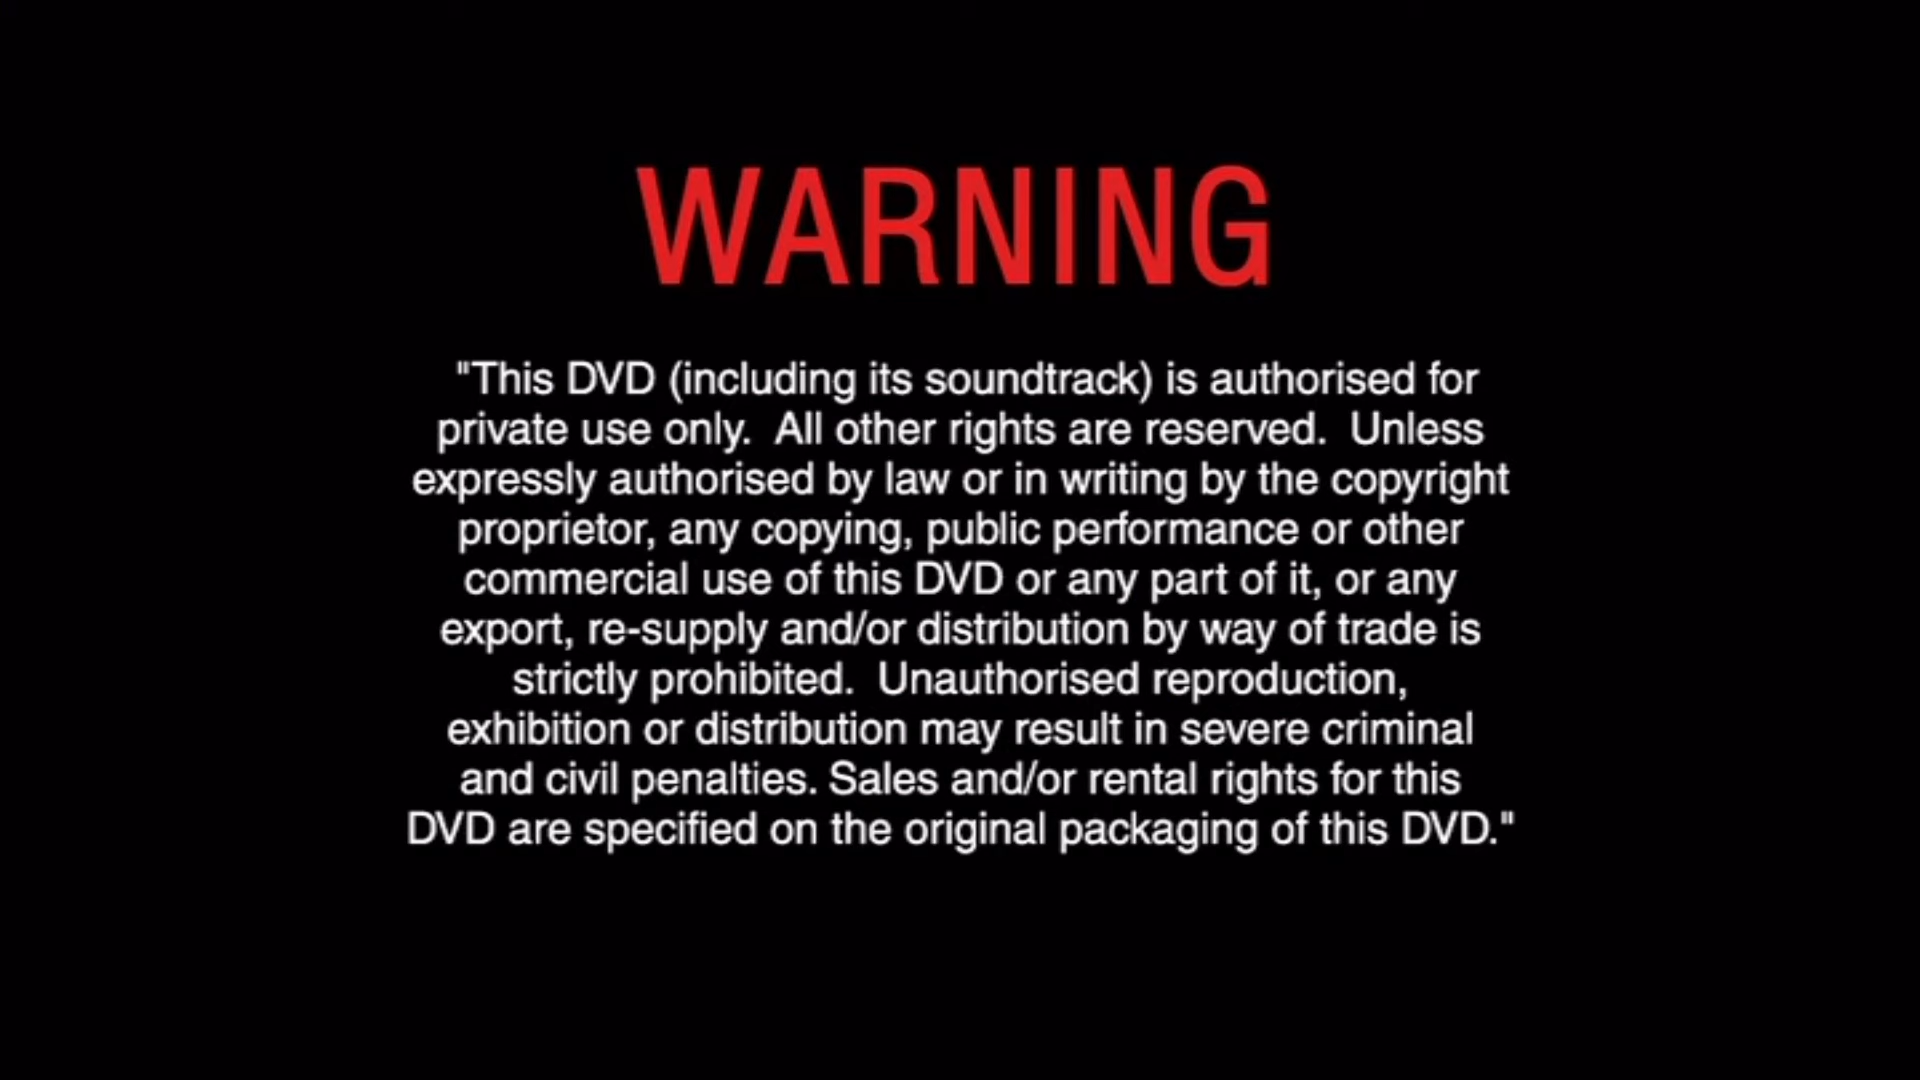 WARNING
"This DVD (including its soundtrack) is authorised for
private use only.  All other rights are reserved.  Unless
expressly authorised by law or in writing by the copyright
proprietor, any copying, public performance or other
commercial use of this DVD or any part of it, or any
export, re-supply and/or distribution by way of trade is
strictly prohibited.  Unauthorised reproduction,
exhibition or distribution may result in severe criminal
and civil penalties. Sales and/or rental rights for this
DVD are specified on the original packaging of this DVD."